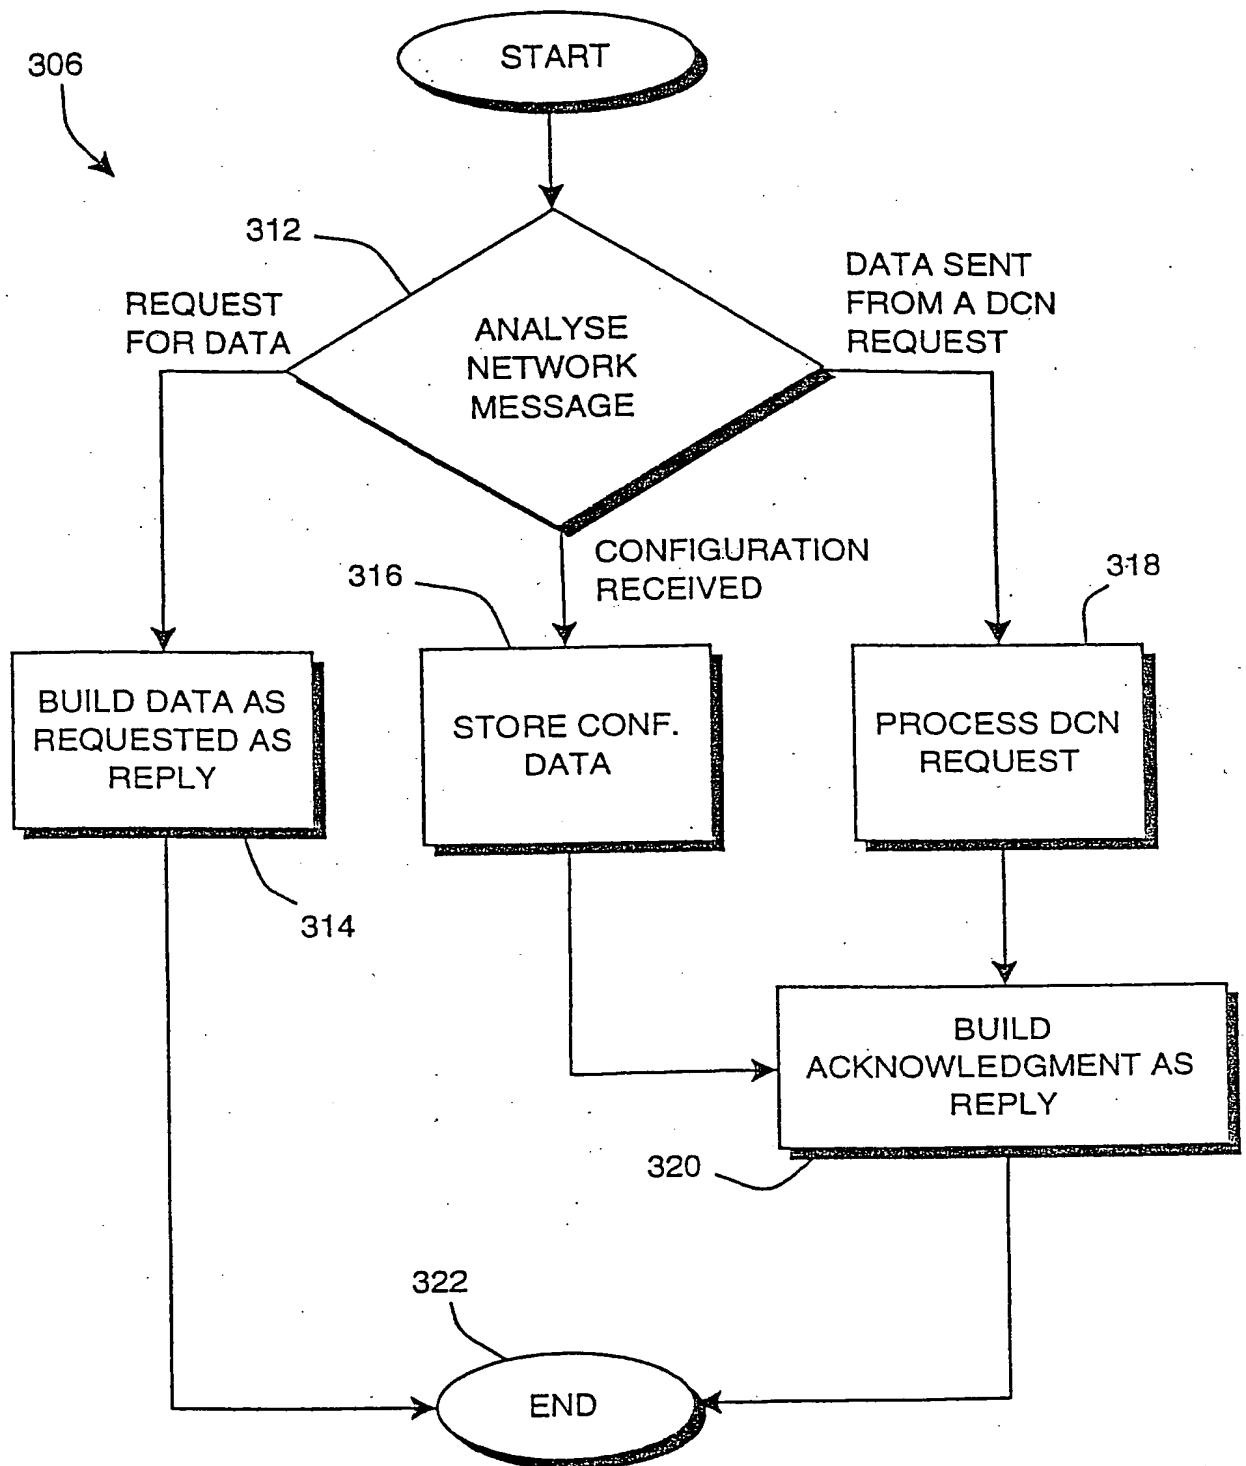 START
306
312
REQUEST
FOR DATA
ANALYSE
NETWORK
MESSAGE
DATA SENT
FROM A DCN
REQUEST
CONFIGURATION
RECEIVED
316
318
BUILD DATA AS
REQUESTED AS
REPLY
STORE CONF.
DATA
PROCESS DCN
REQUEST
314
BUILD
ACKNOWLEDGMENT AS
REPLY
320
322
END